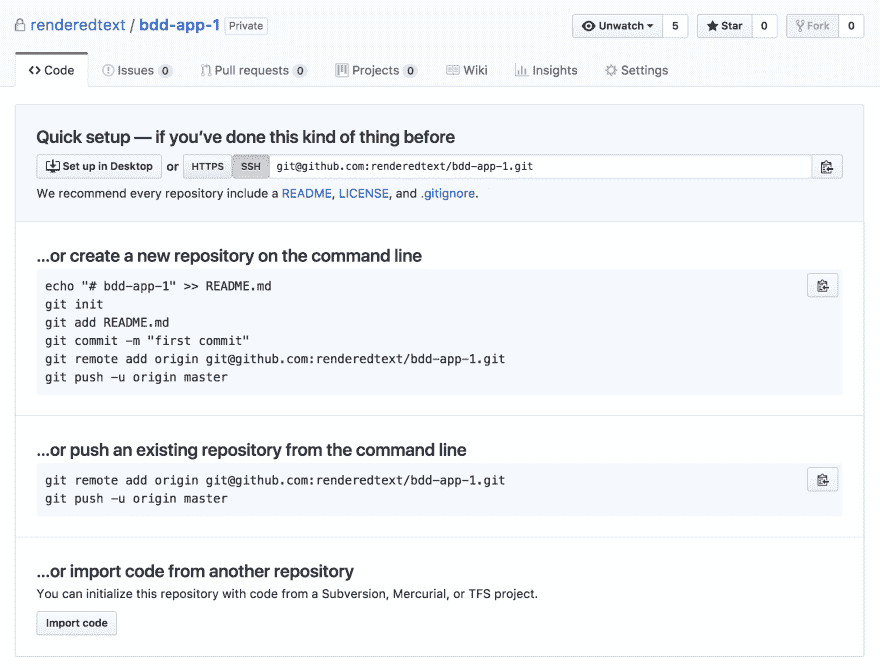 renderedtext / bdd-app-1 Private
Unwatch 5 Star 0 Fork 0
Code Issues 0 Pull requests 0 Projects 0 Wiki Insights Settings
Quick setup — if you’ve done this kind of thing before
Set up in Desktop or HTTPS SSH git@github.com:renderedtext/bdd-app-1.git
We recommend every repository include a README, LICENSE, and .gitignore.
...or create a new repository on the command line
echo "# bdd-app-1" >> README.md
git init
git add README.md
git commit -m "first commit"
git remote add origin git@github.com:renderedtext/bdd-app-1.git
git push -u origin master
...or push an existing repository from the command line
git remote add origin git@github.com:renderedtext/bdd-app-1.git
git push -u origin master
...or import code from another repository
You can initialize this repository with code from a Subversion, Mercurial, or TFS project.
Import code